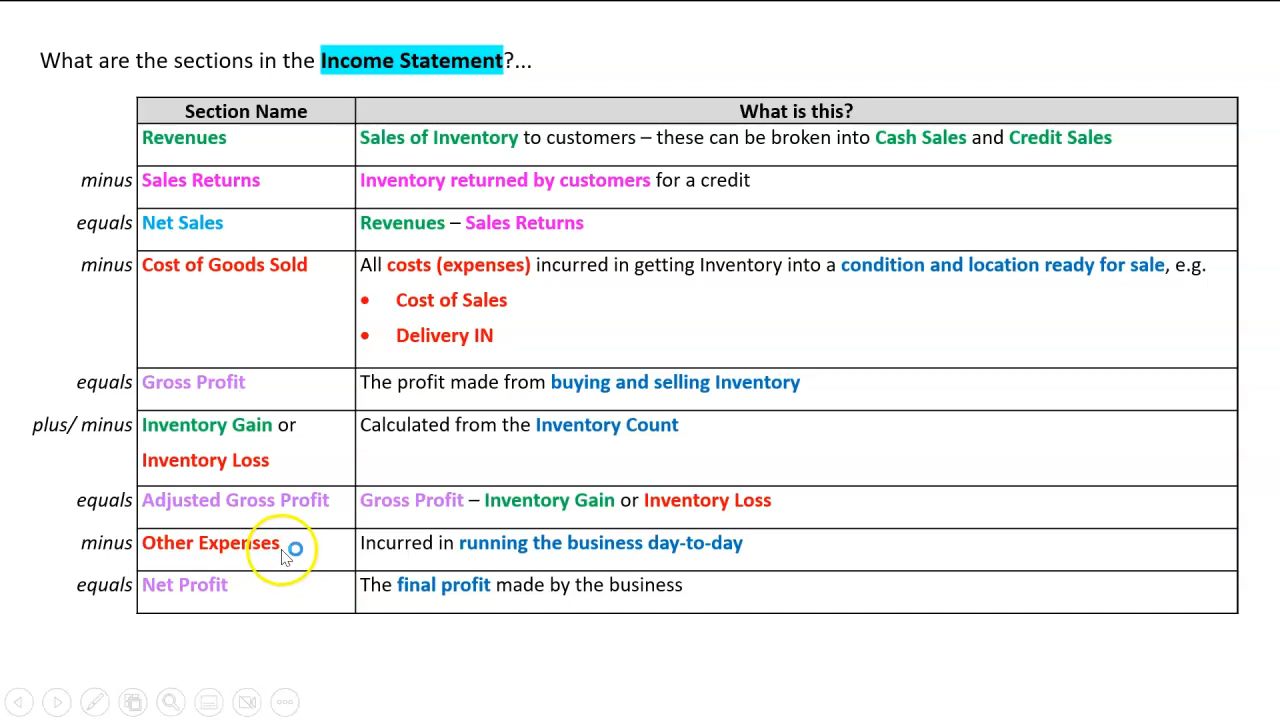 What are the sections in the Income Statement?...
Section Name What is this?
Revenues Sales of Inventory to customers – these can be broken into Cash Sales and Credit Sales
minus Sales Returns Inventory returned by customers for a credit
equals Net Sales Revenues – Sales Returns
minus Cost of Goods Sold All costs (expenses) incurred in getting Inventory into a condition and location ready for sale, e.g.
• Cost of Sales
• Delivery IN
equals Gross Profit The profit made from buying and selling Inventory
plus/ minus Inventory Gain or Calculated from the Inventory Count
Inventory Loss
equals Adjusted Gross Profit Gross Profit – Inventory Gain or Inventory Loss
minus Other Expenses Incurred in running the business day-to-day
equals Net Profit The final profit made by the business